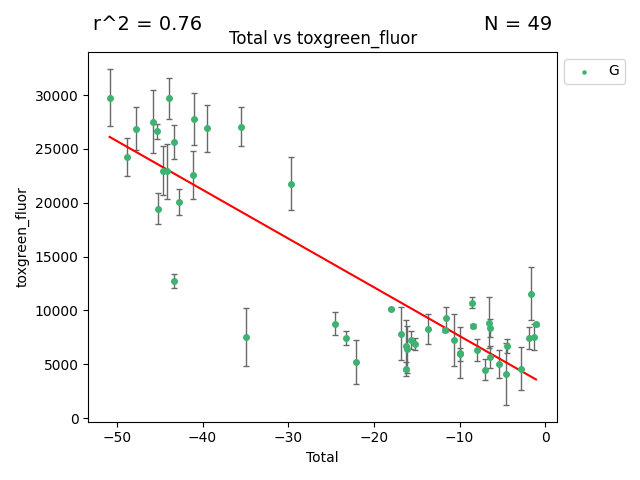 r^2 = 0.76
N = 49
Total vs toxgreen_fluor
G
30000
25000
20000
15000
10000
5000
0
toxgreen_fluor
−50 −40 −30 −20 −10 0
Total